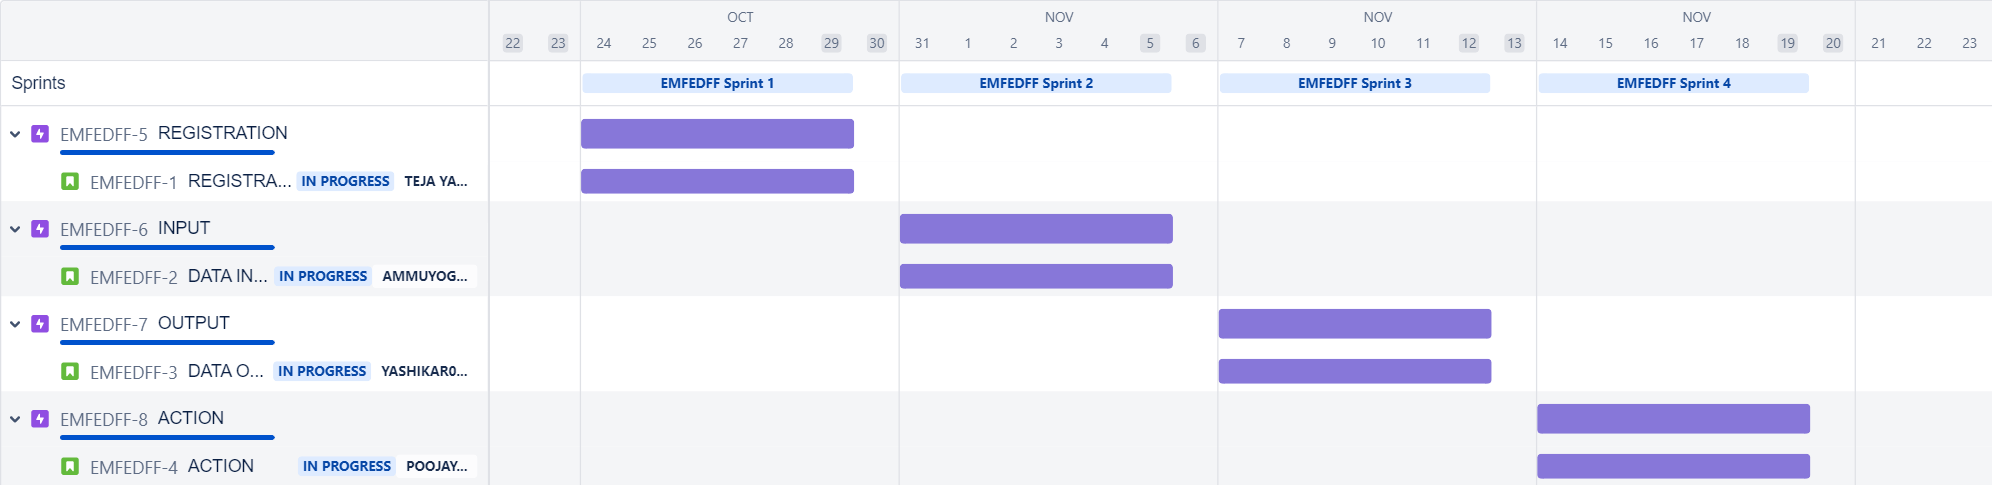 OCT NOV NOV NOV
22 23 24 25 26 27 28 29 30 31 1 2 3 4 5 6 7 8 9 10 11 12 13 14 15 16 17 18 19 20 21 22 23
Sprints EMFEDFF Sprint 1 EMFEDFF Sprint 2 EMFEDFF Sprint 3 EMFEDFF Sprint 4
EMFEDFF-5 REGISTRATION
EMFEDFF-1 REGISTRA... IN PROGRESS TEJA YA...
EMFEDFF-6 INPUT
EMFEDFF-2 DATA IN... IN PROGRESS AMMUYOG...
EMFEDFF-7 OUTPUT
EMFEDFF-3 DATA O... IN PROGRESS YASHIKAR0...
EMFEDFF-8 ACTION
EMFEDFF-4 ACTION IN PROGRESS POOJAY...